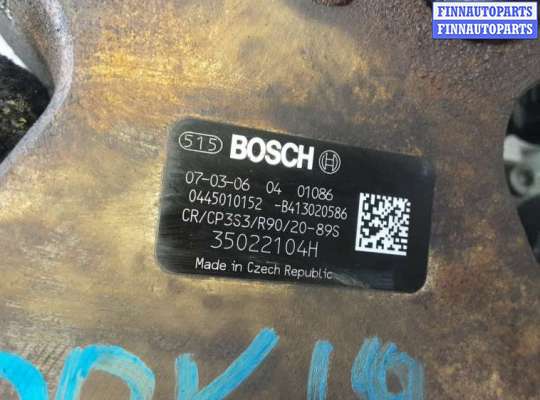 FINNAUTOPARTS
FINNAUTOPARTS
515 BOSCH
07-03-06 04 01086
0445010152 -B413020586
CR/CP3S3/R90/20-89S
35022104H
Made in Czech Republic